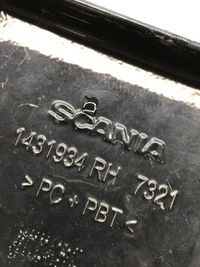 SCANIA
1431934 RH 7321
> PC + PBT <